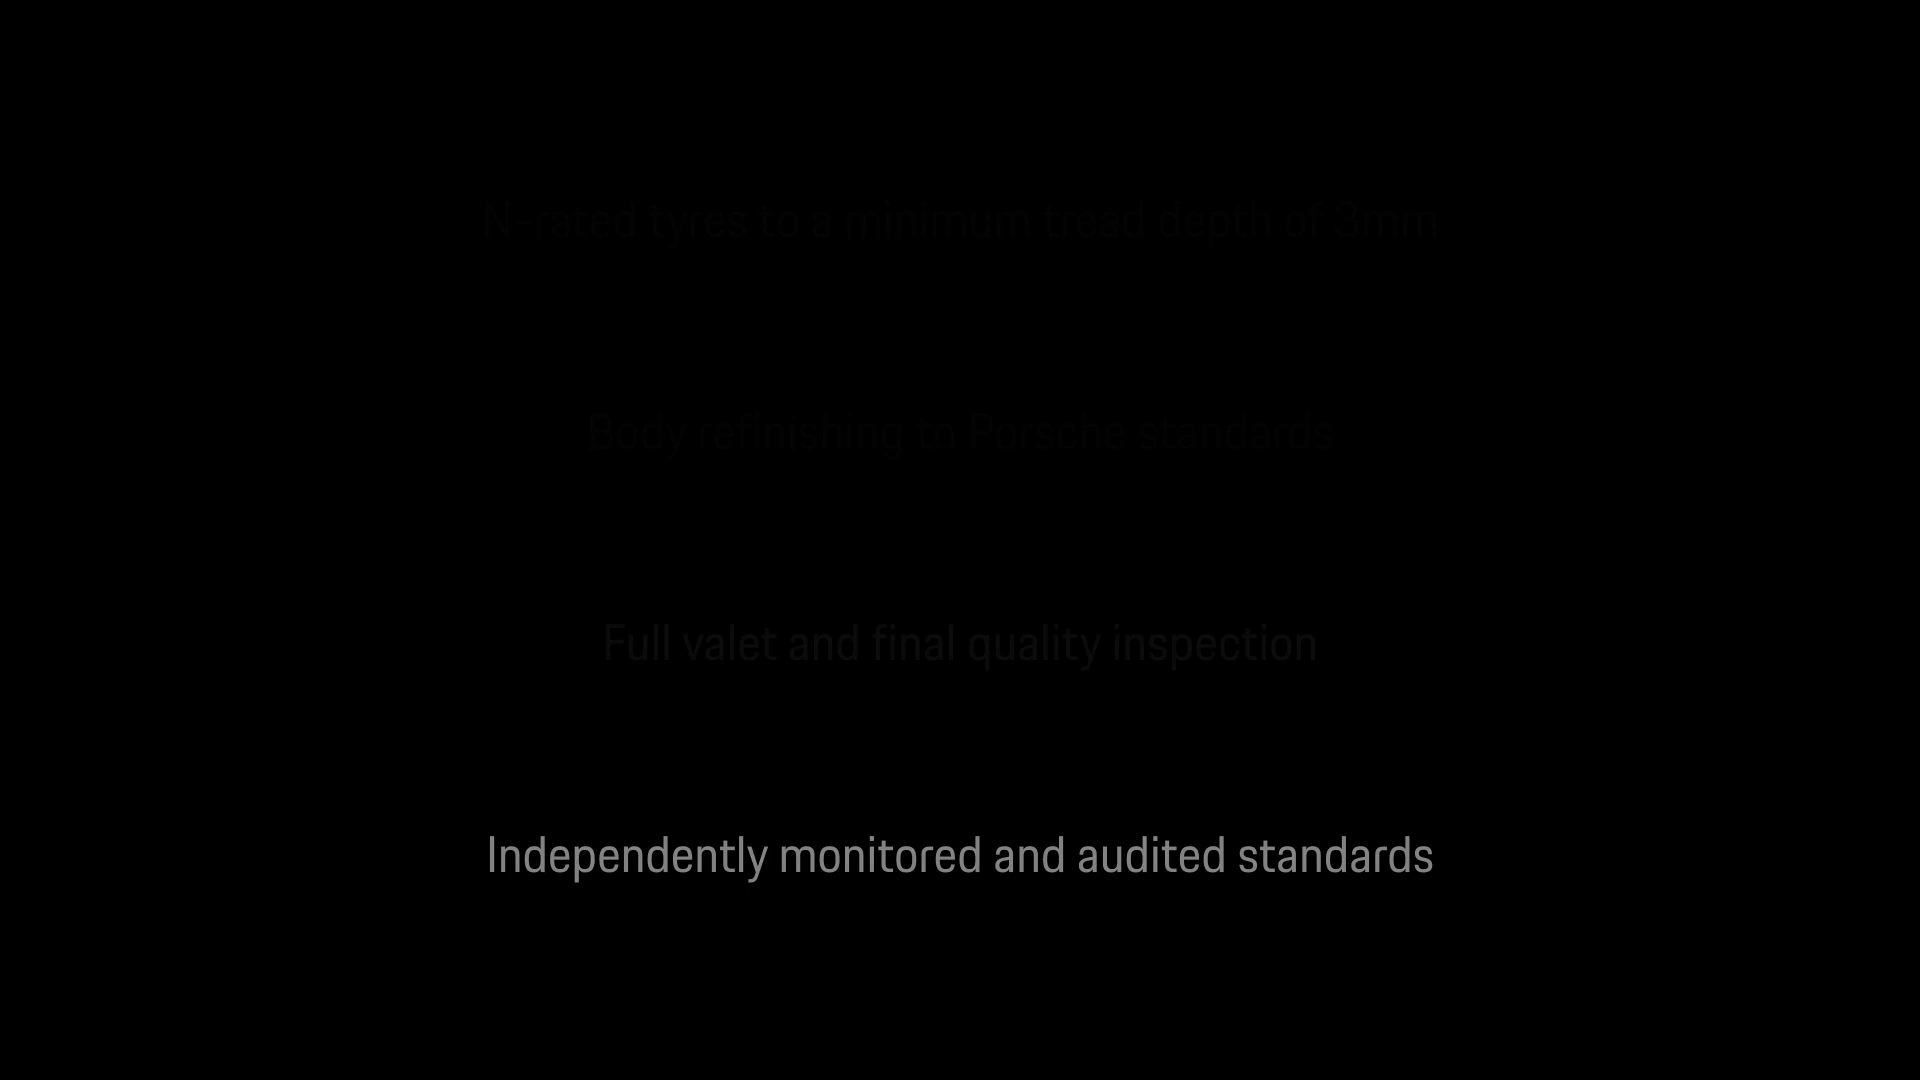 N-rated tyres to a minimum tread depth of 3mm
Body refinishing to Porsche standards
Full valet and final quality inspection
Independently monitored and audited standards